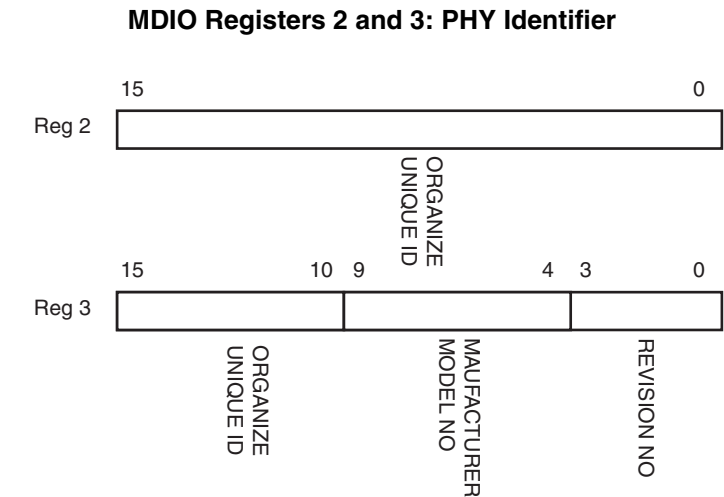 MDIO Registers 2 and 3: PHY Identifier
15 0
Reg 2
ORGANIZE
UNIQUE ID
15 10 9 4 3 0
Reg 3
ORGANIZE
UNIQUE ID
MAUFACTURER
MODEL NO
REVISION NO